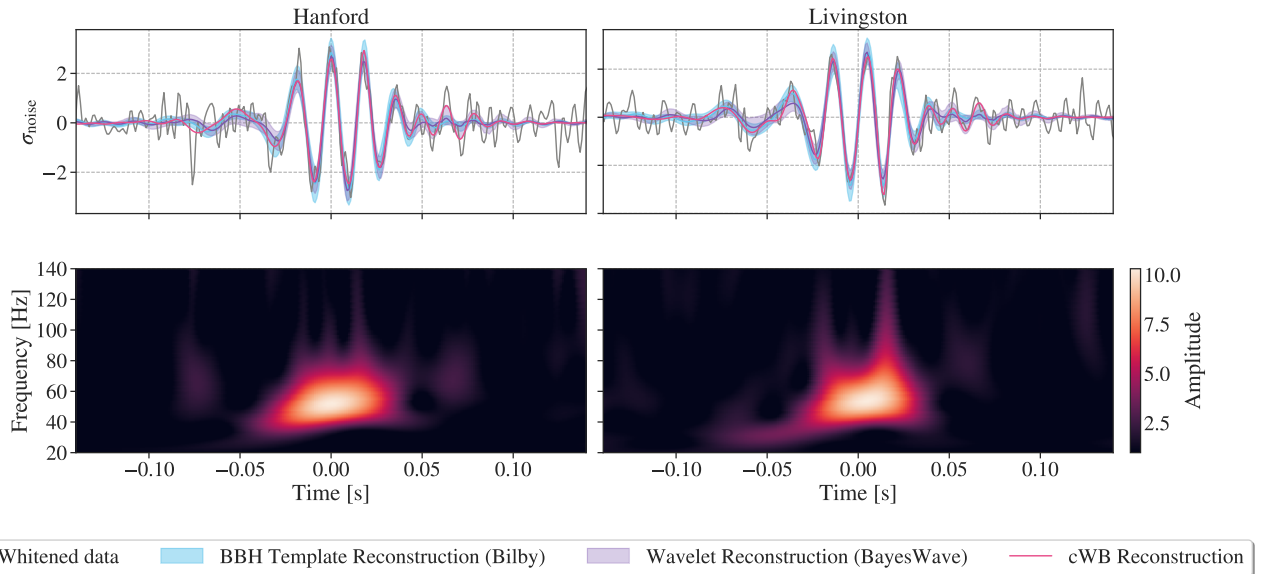 Hanford
Livingston
2
0
−2
σnoise
140
120
100
80
60
40
20
Frequency [Hz]
10.0
7.5
5.0
2.5
Amplitude
−0.10 −0.05 0.00 0.05 0.10
−0.10 −0.05 0.00 0.05 0.10
Time [s]
Time [s]
Whitened data BBH Template Reconstruction (Bilby) Wavelet Reconstruction (BayesWave) cWB Reconstruction